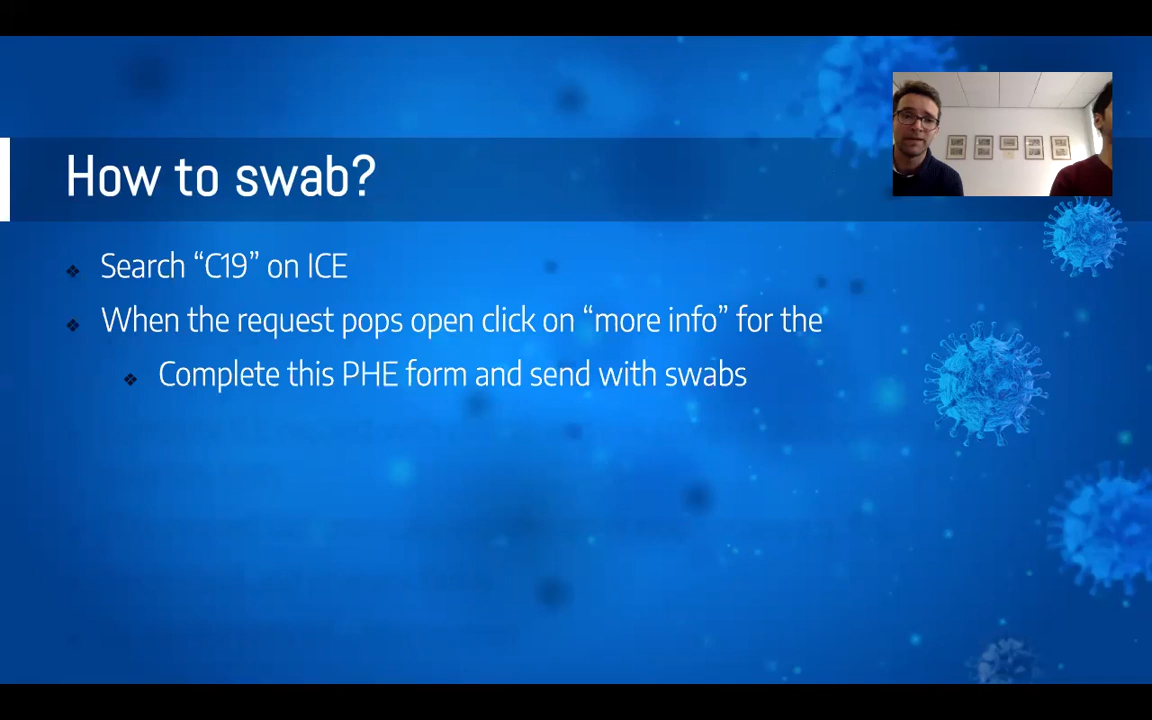 How to swab?
Search “C19” on ICE
When the request pops open click on “more info” for the
Complete this PHE form and send with swabs